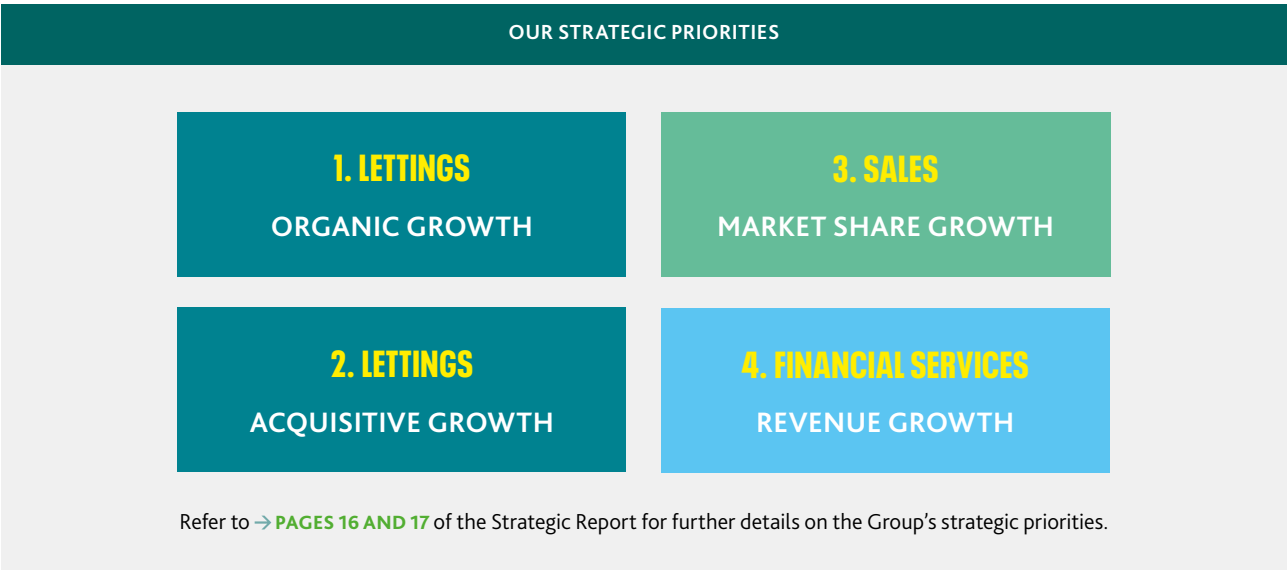 OUR STRATEGIC PRIORITIES
1. LETTINGS
ORGANIC GROWTH
2. LETTINGS
ACQUISITIVE GROWTH
3. SALES
MARKET SHARE GROWTH
4. FINANCIAL SERVICES
REVENUE GROWTH
Refer to → PAGES 16 AND 17 of the Strategic Report for further details on the Group’s strategic priorities.